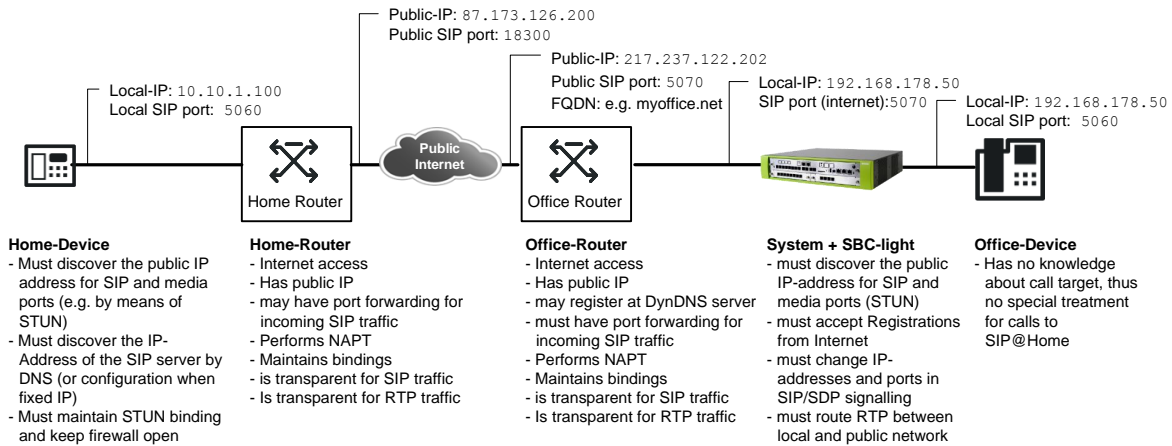 Public-IP: 87.173.126.200
Public SIP port: 18300
Public-IP: 217.237.122.202
Public SIP port: 5070
FQDN: e.g. myoffice.net
Local-IP: 10.10.1.100
Local SIP port: 5060
Local-IP: 192.168.178.50
SIP port (internet):5070
Local-IP: 192.168.178.50
Local SIP port: 5060
Public
Internet
Home Router
Office Router
Home-Device
- Must discover the public IP
address for SIP and media
ports (e.g. by means of
STUN)
- Must discover the IP-
Address of the SIP server by
DNS (or configuration when
fixed IP)
- Must maintain STUN binding
and keep firewall open
Home-Router
- Internet access
- Has public IP
- may have port forwarding for
incoming SIP traffic
- Performs NAPT
- Maintains bindings
- is transparent for SIP traffic
- Is transparent for RTP traffic
Office-Router
- Internet access
- Has public IP
- may register at DynDNS server
- must have port forwarding for
incoming SIP traffic
- Performs NAPT
- Maintains bindings
- is transparent for SIP traffic
- Is transparent for RTP traffic
System + SBC-light
- must discover the public
IP-address for SIP and
media ports (STUN)
- must accept Registrations
from Internet
- must change IP-
addresses and ports in
SIP/SDP signalling
- must route RTP between
local and public network
Office-Device
- Has no knowledge
about call target, thus
no special treatment
for calls to
SIP@Home